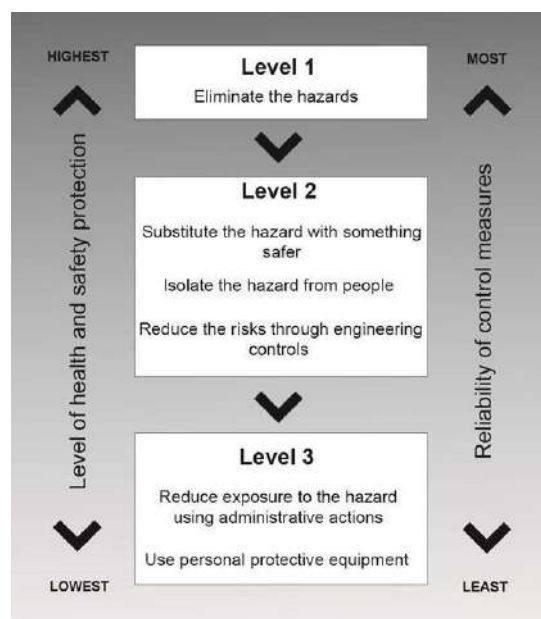 HIGHEST
MOST
Level 1
Eliminate the hazards
Level of health and safety protection
Reliability of control measures
Level 2
Substitute the hazard with something
safer
Isolate the hazard from people
Reduce the risks through engineering
controls
Level 3
Reduce exposure to the hazard
using administrative actions
Use personal protective equipment
LOWEST
LEAST